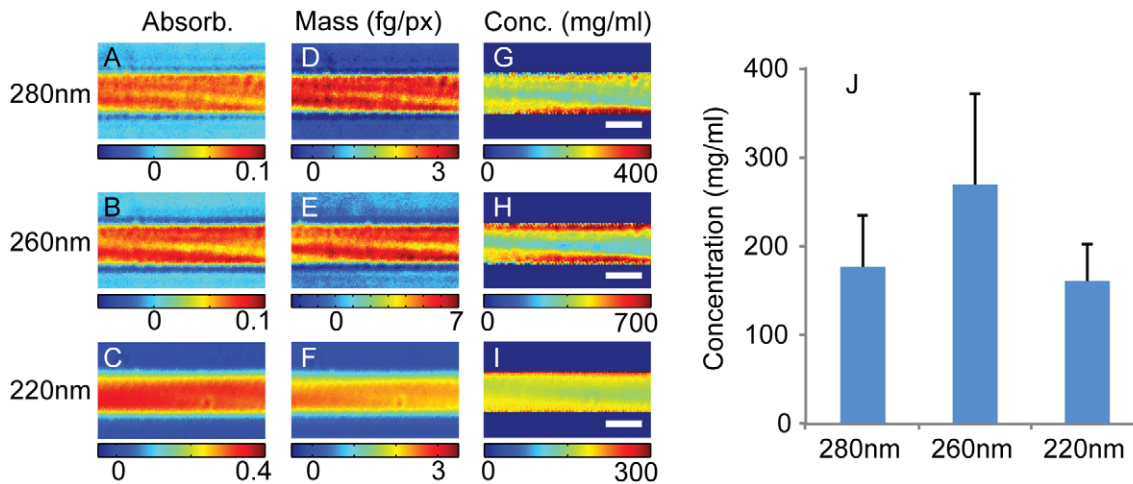 Absorb. Mass (fg/px) Conc. (mg/ml)
280nm A D G
0 0.1 0 3 0 400
260nm B E H
0 0.1 0 7 0 700
220nm C F I
0 0.4 0 3 0 300
J
Concentration (mg/ml)
400
300
200
100
0
280nm 260nm 220nm